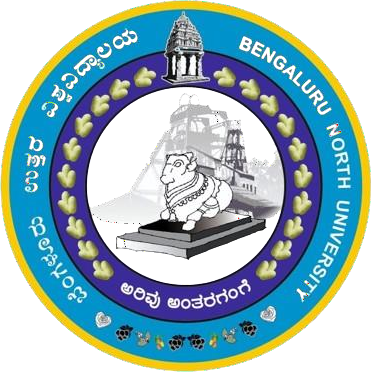 ಬೆಂಗಳೂರು ಉತ್ತರ ವಿಶ್ವವಿದ್ಯಾಲಯ
BENGALURU NORTH UNIVERSITY
ಅರಿವು ಅಂತರಗಂಗೆ